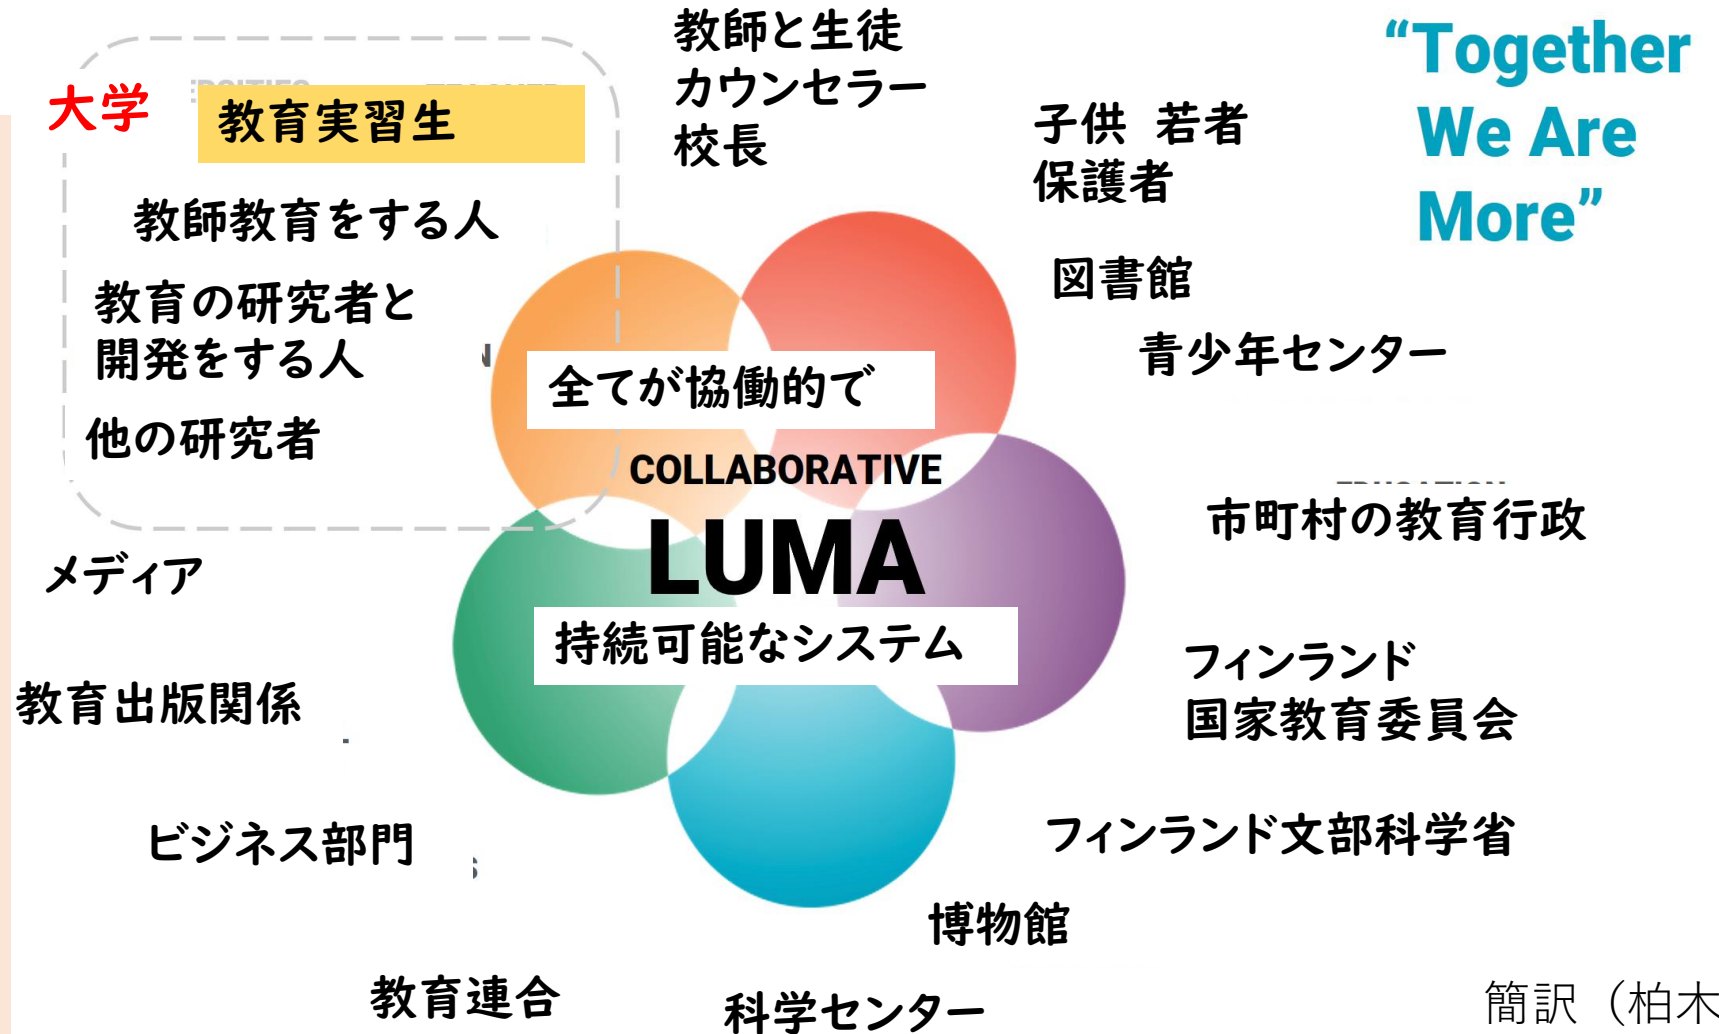 大学
教育実習生
教師教育をする人
教育の研究者と
開発をする人
他の研究者
教師と生徒
カウンセラー
校長
子供 若者
保護者
“Together
We Are
More”
図書館
青少年センター
全てが協働的で
COLLABORATIVE
LUMA
持続可能なシステム
市町村の教育行政
メディア
フィンランド
国家教育委員会
教育出版関係
ビジネス部門
フィンランド文部科学省
博物館
教育連合
科学センター
簡訳（柏木